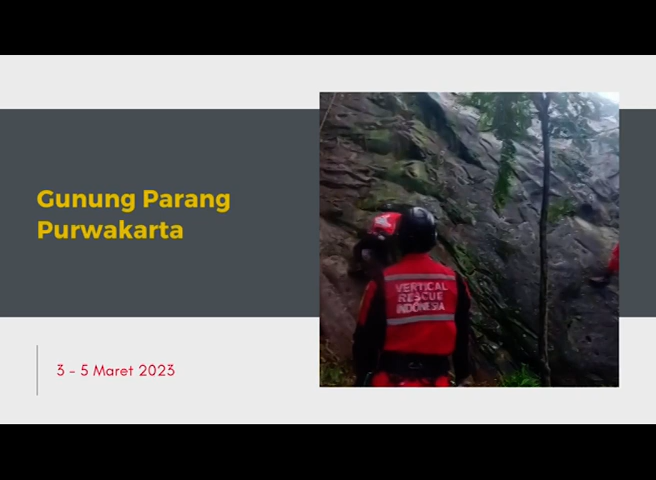 Gunung Parang
Purwakarta
VERTICAL
RESCUE
INDONESIA
3 - 5 Maret 2023